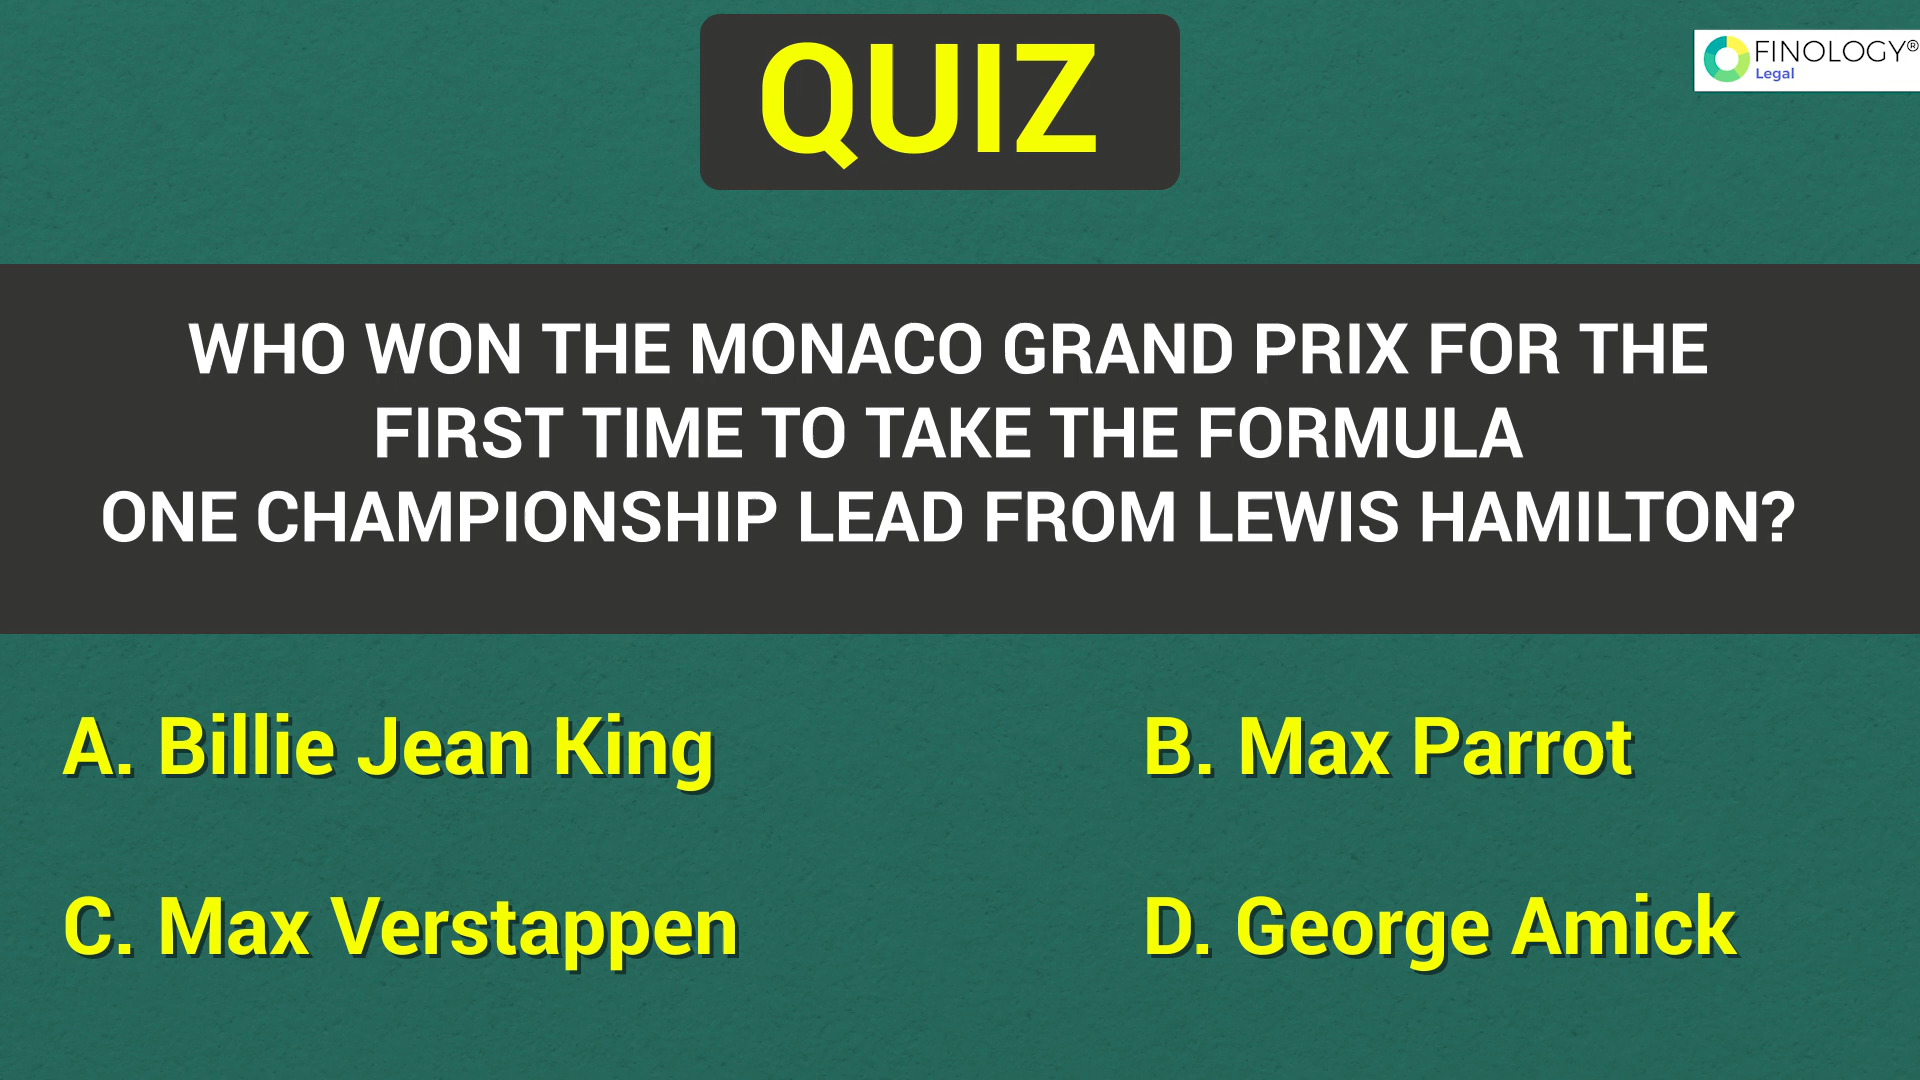 QUIZ
FINOLOGY®
Legal
WHO WON THE MONACO GRAND PRIX FOR THE
FIRST TIME TO TAKE THE FORMULA
ONE CHAMPIONSHIP LEAD FROM LEWIS HAMILTON?
A. Billie Jean King
B. Max Parrot
C. Max Verstappen
D. George Amick